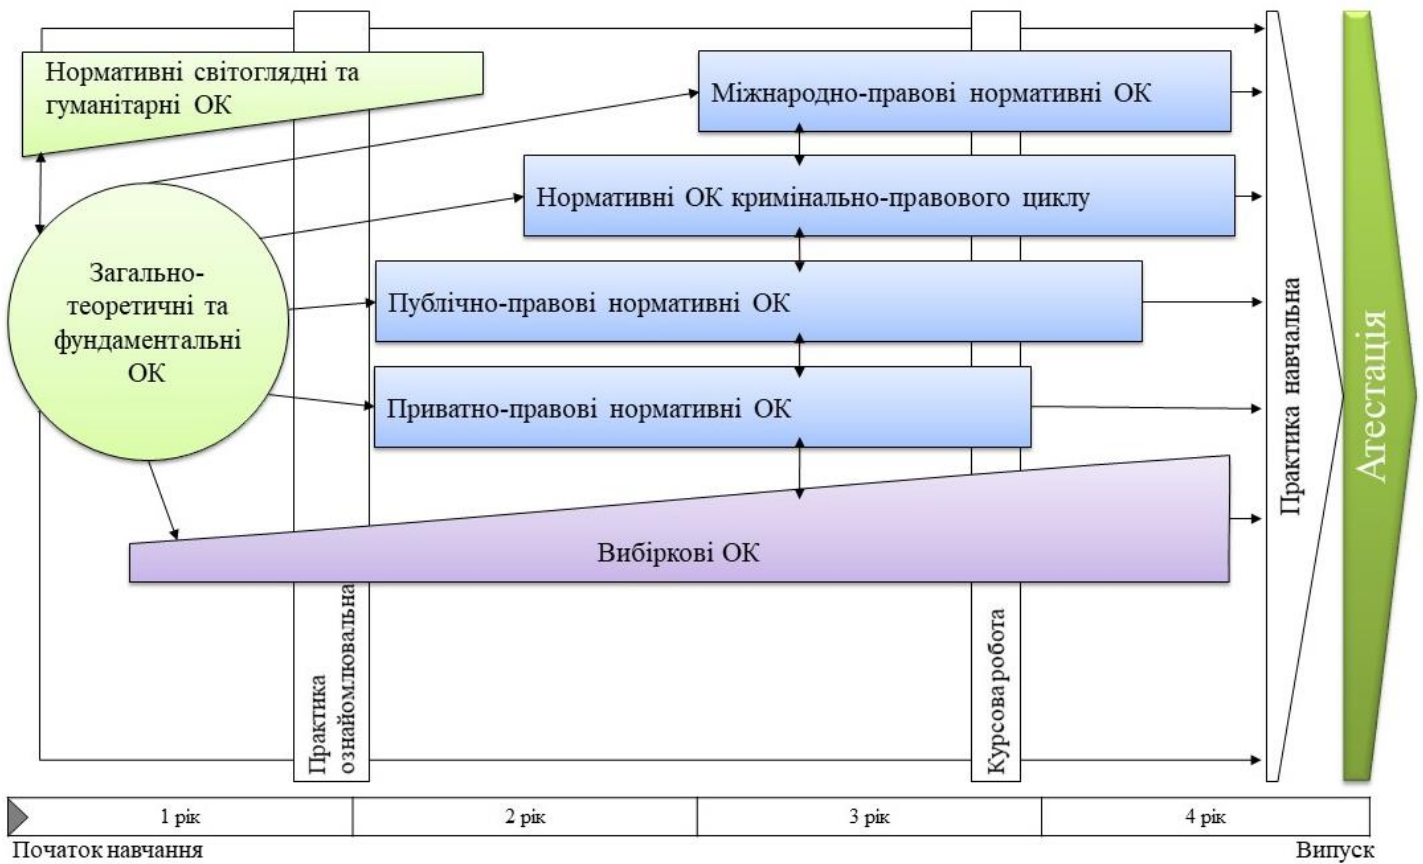 Нормативні світоглядні та
гуманітарні ОК
Міжнародно-правові нормативні ОК
Нормативні ОК кримінально-правового циклу
Загально-
теоретичні та
фундаментальні
ОК
Публічно-правові нормативні ОК
Приватно-правові нормативні ОК
Вибіркові ОК
Практика
ознайомлювальна
Курсова робота
Практика навчальна
Атестація
1 рік
2 рік
3 рік
4 рік
Початок навчання
Випуск